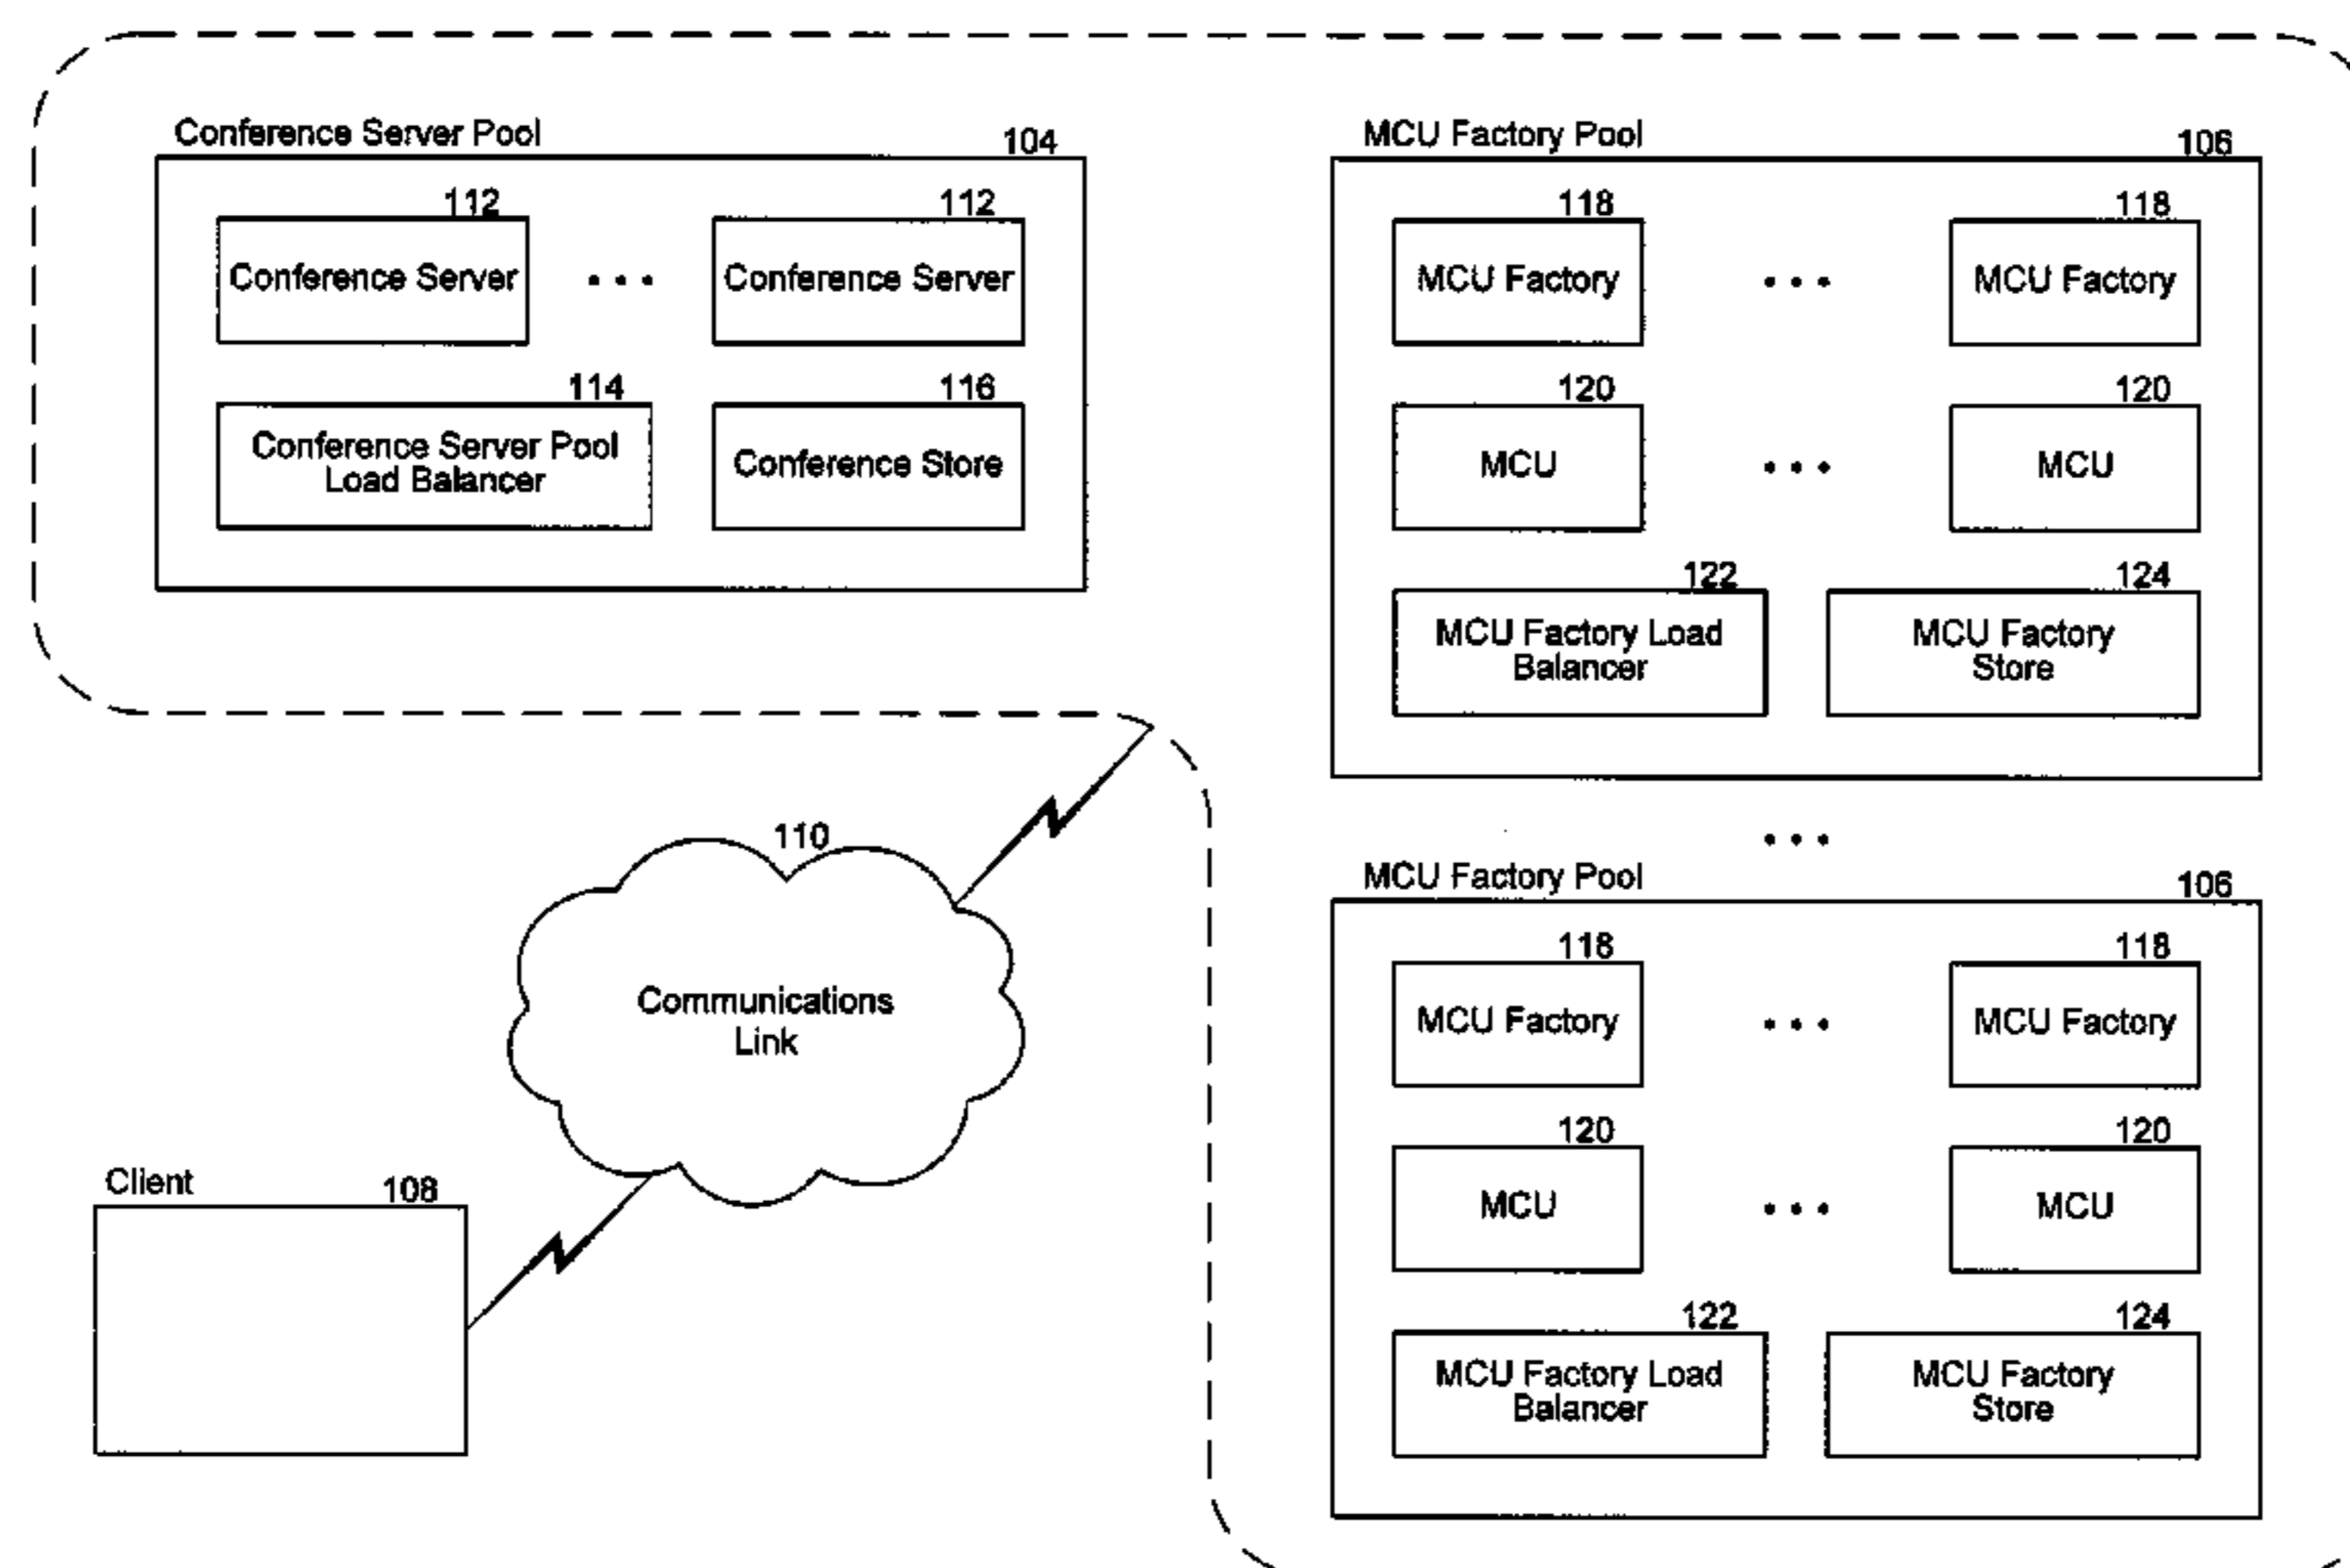 Conference Server Pool
104
112
112
Conference Server
Conference Server
114
116
Conference Server Pool
Load Balancer
Conference Store
MCU Factory Pool
106
118
118
MCU Factory
MCU Factory
120
120
MCU
MCU
122
124
MCU Factory Load
Balancer
MCU Factory
Store
110
Communications
Link
Client
108
MCU Factory Pool
106
118
118
MCU Factory
MCU Factory
120
120
MCU
MCU
122
124
MCU Factory Load
Balancer
MCU Factory
Store